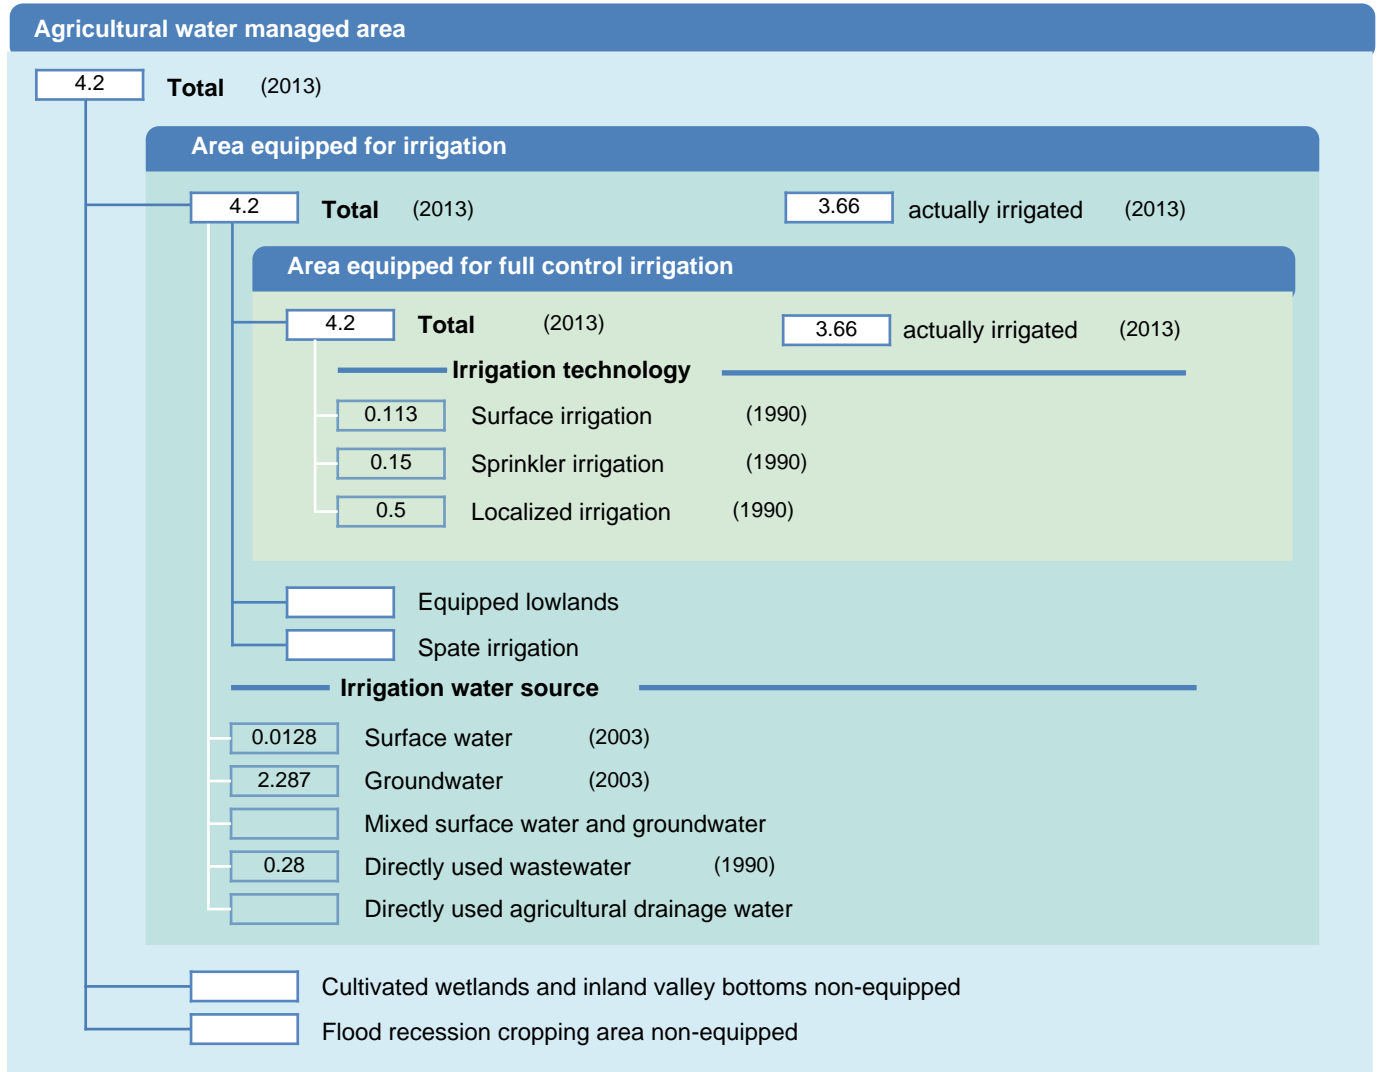 Agricultural water managed area
4.2 Total (2013)
Area equipped for irrigation
4.2 Total (2013) 3.66 actually irrigated (2013)
Area equipped for full control irrigation
4.2 Total (2013) 3.66 actually irrigated (2013)
Irrigation technology
0.113 Surface irrigation (1990)
0.15 Sprinkler irrigation (1990)
0.5 Localized irrigation (1990)
Equipped lowlands
Spate irrigation
Irrigation water source
0.0128 Surface water (2003)
2.287 Groundwater (2003)
Mixed surface water and groundwater
0.28 Directly used wastewater (1990)
Directly used agricultural drainage water
Cultivated wetlands and inland valley bottoms non-equipped
Flood recession cropping area non-equipped